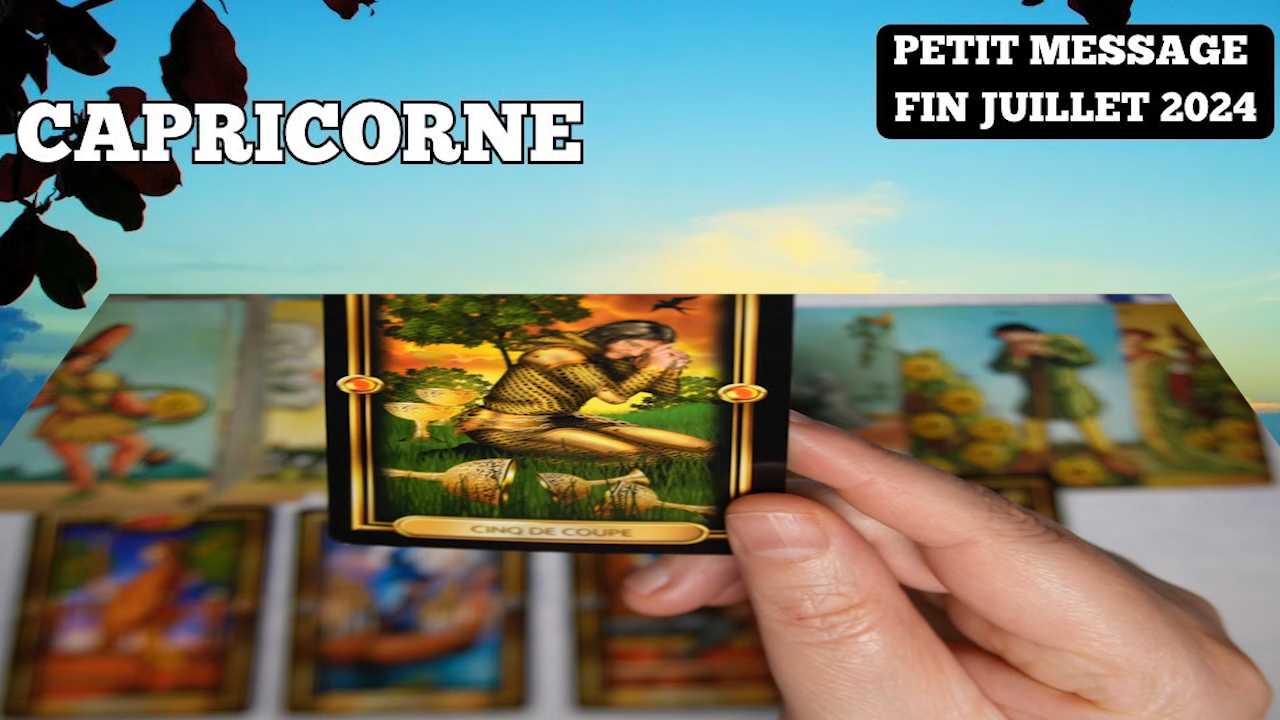 CAPRICORNE
PETIT MESSAGE
FIN JUILLET 2024
CINQ DE COUPE